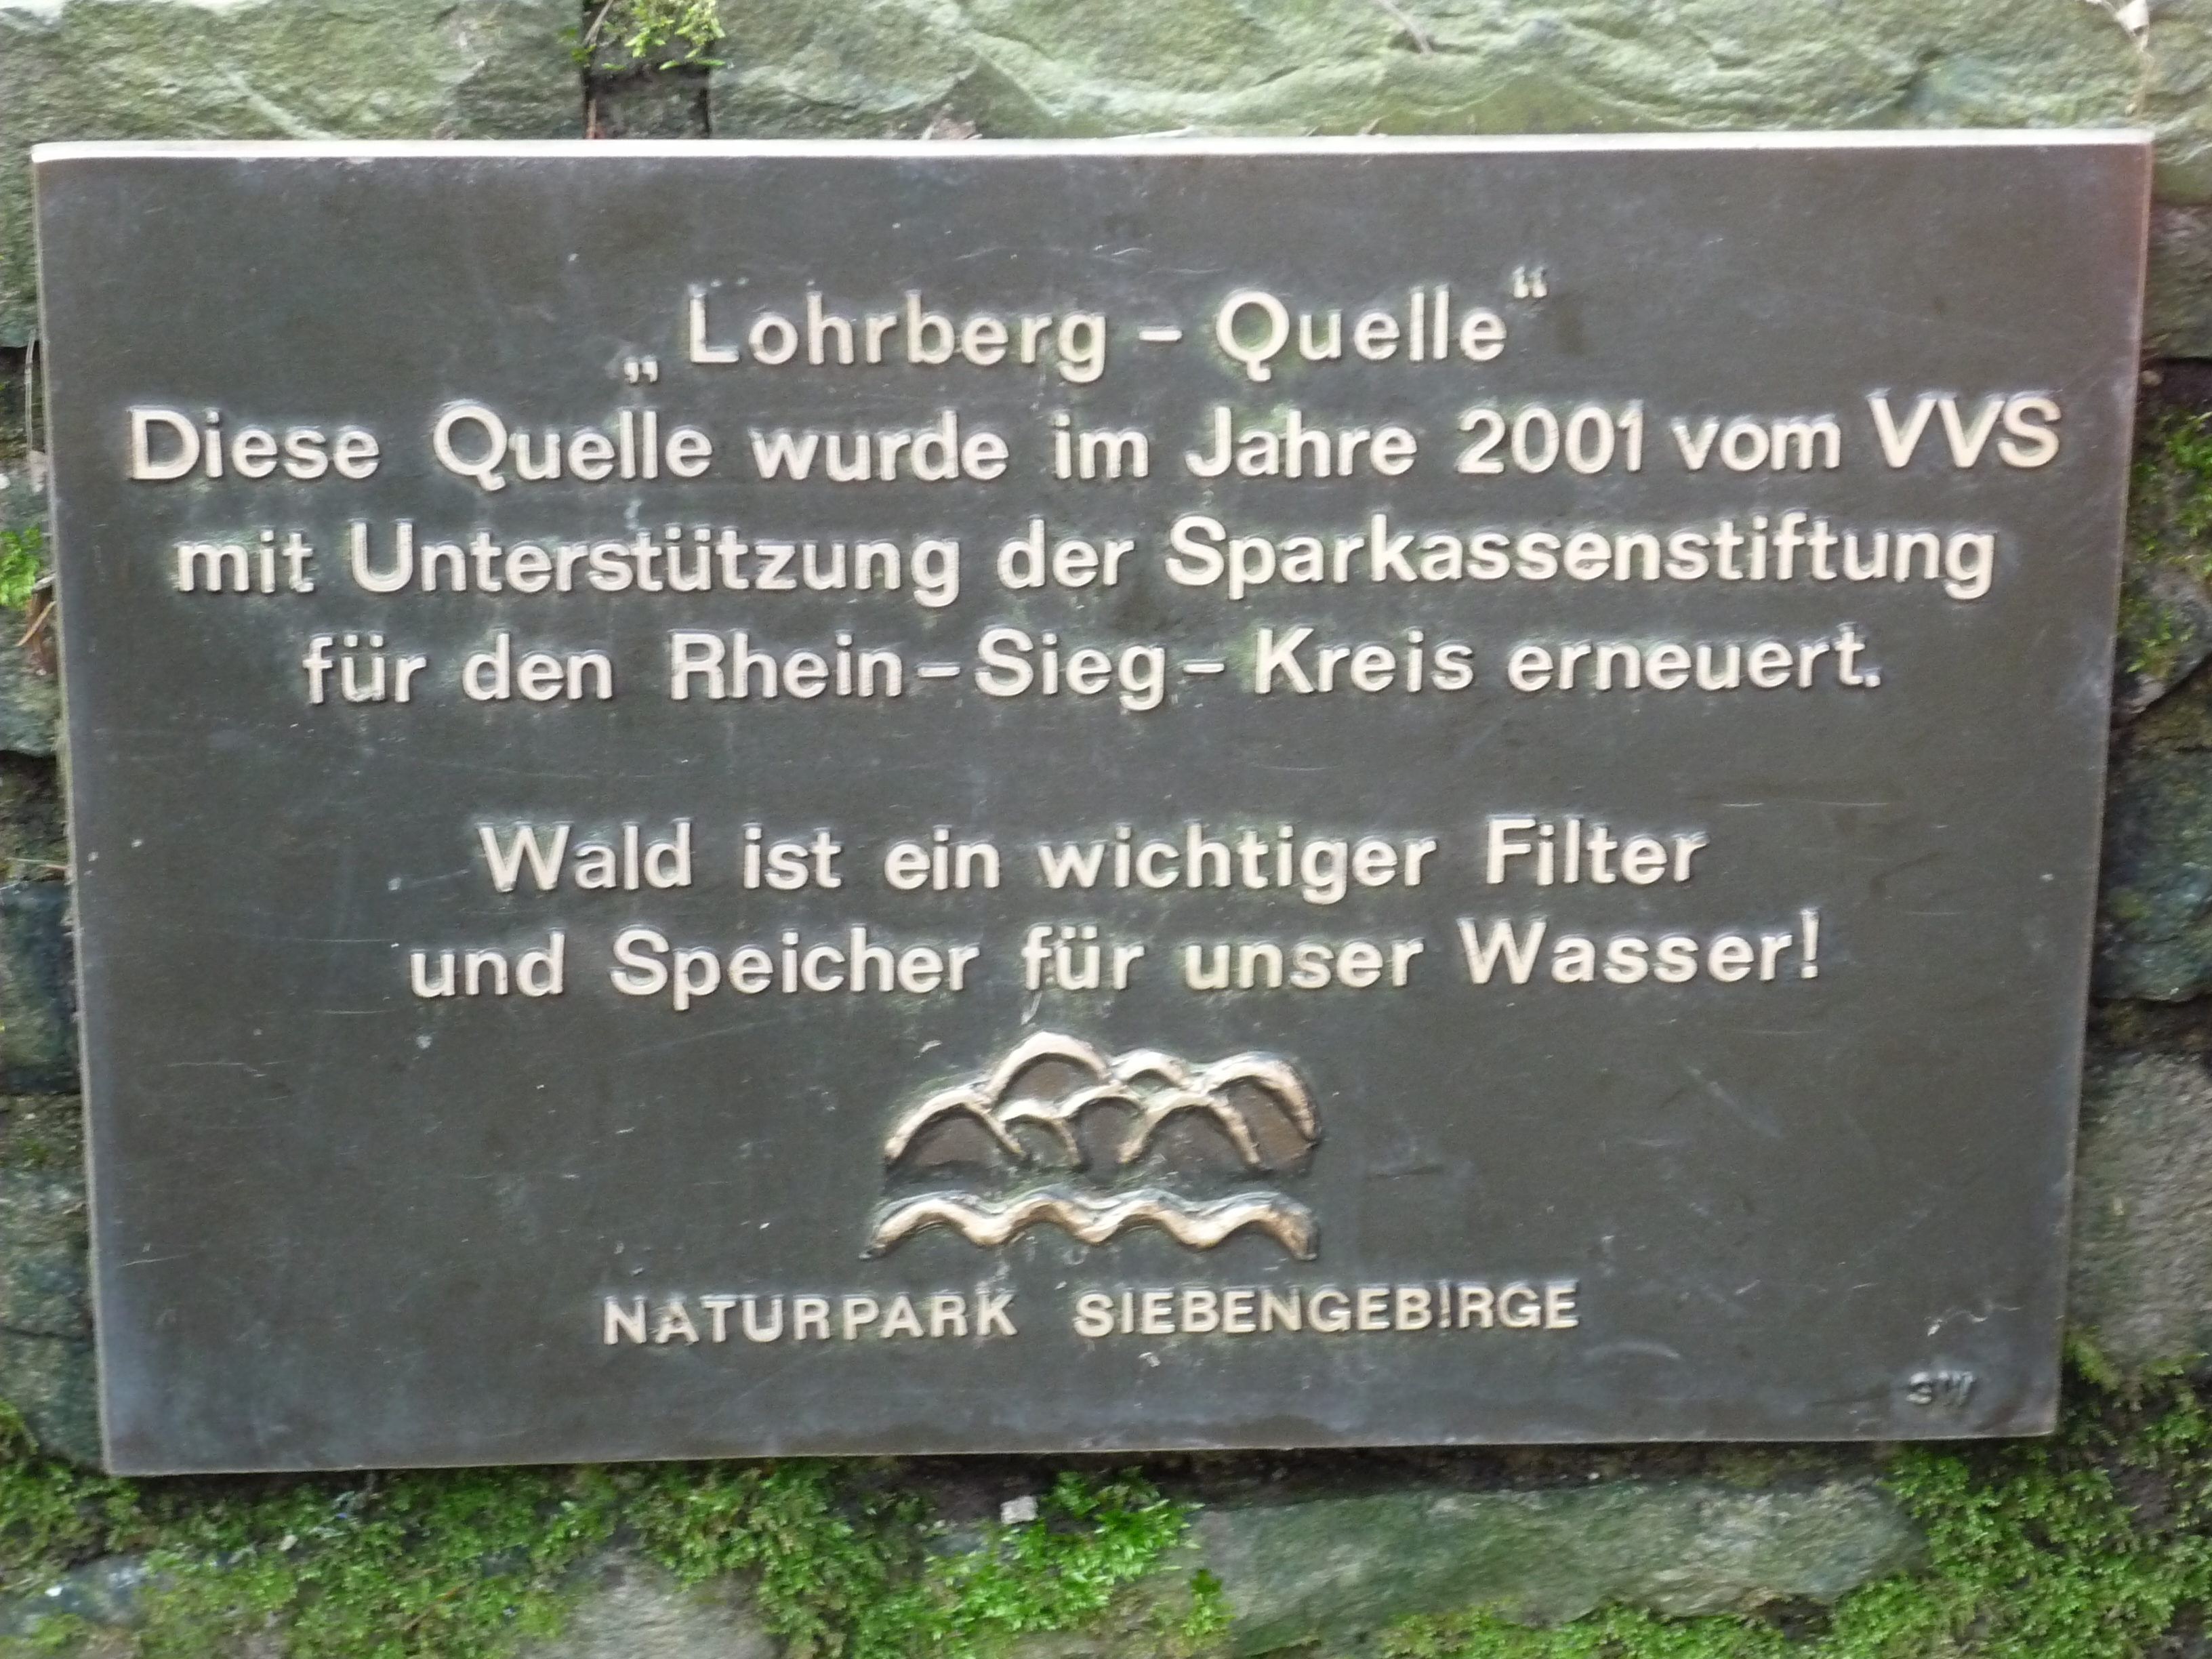 „Lohrberg - Quelle“
Diese Quelle wurde im Jahre 2001 vom VVS
mit Unterstützung der Sparkassenstiftung
für den Rhein-Sieg-Kreis erneuert.
Wald ist ein wichtiger Filter
und Speicher für unser Wasser!
NATURPARK SIEBENGEBIRGE